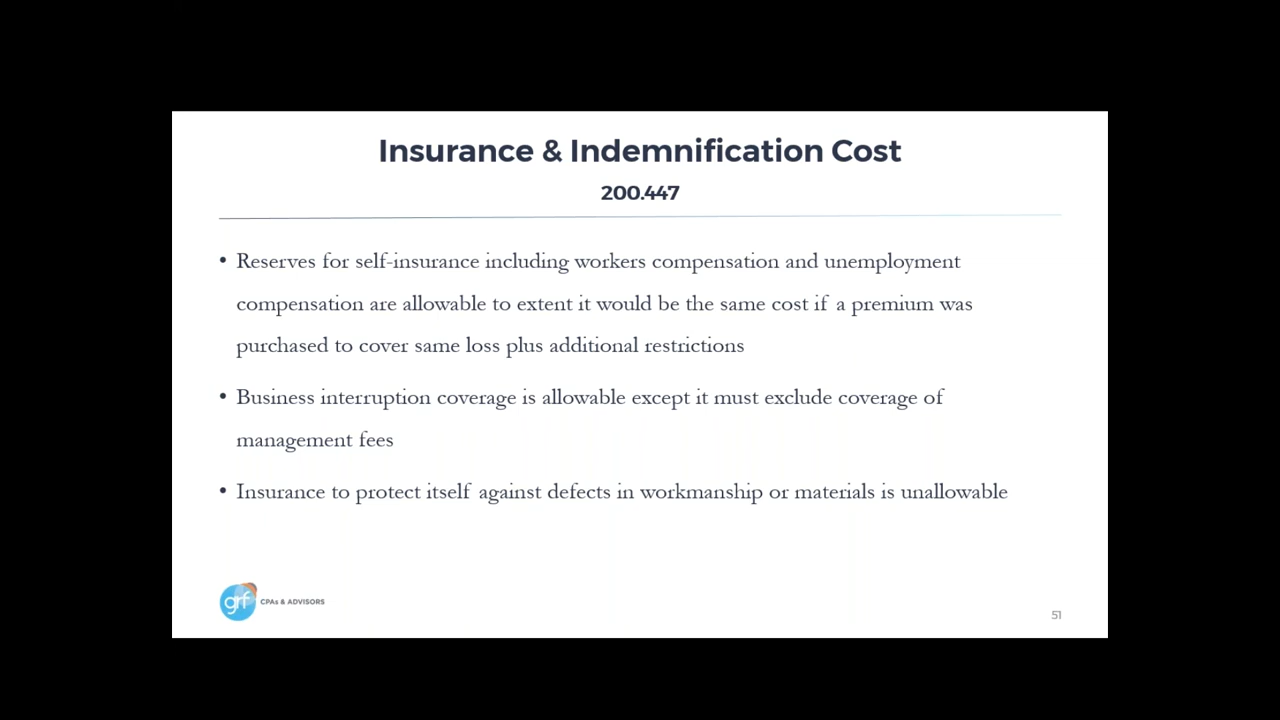 Insurance & Indemnification Cost
200.447
• Reserves for self-insurance including workers compensation and unemployment
compensation are allowable to extent it would be the same cost if a premium was
purchased to cover same loss plus additional restrictions
• Business interruption coverage is allowable except it must exclude coverage of
management fees
• Insurance to protect itself against defects in workmanship or materials is unallowable
grf CPAs & ADVISORS
51